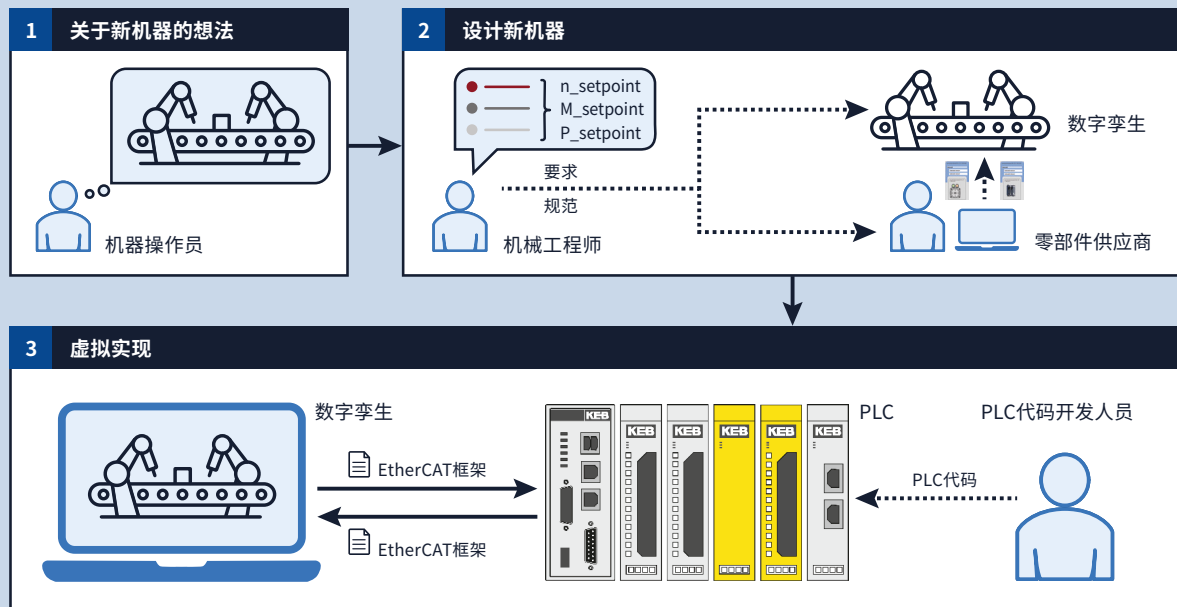 1 关于新机器的想法
机器操作员
2 设计新机器
n_setpoint
M_setpoint
P_setpoint
要求
规范
机械工程师
数字孪生
零部件供应商
3 虚拟实现
数字孪生
EtherCAT框架
EtherCAT框架
KEB
KEB
KEB
KEB
KEB
KEB
PLC
PLC代码开发人员
PLC代码